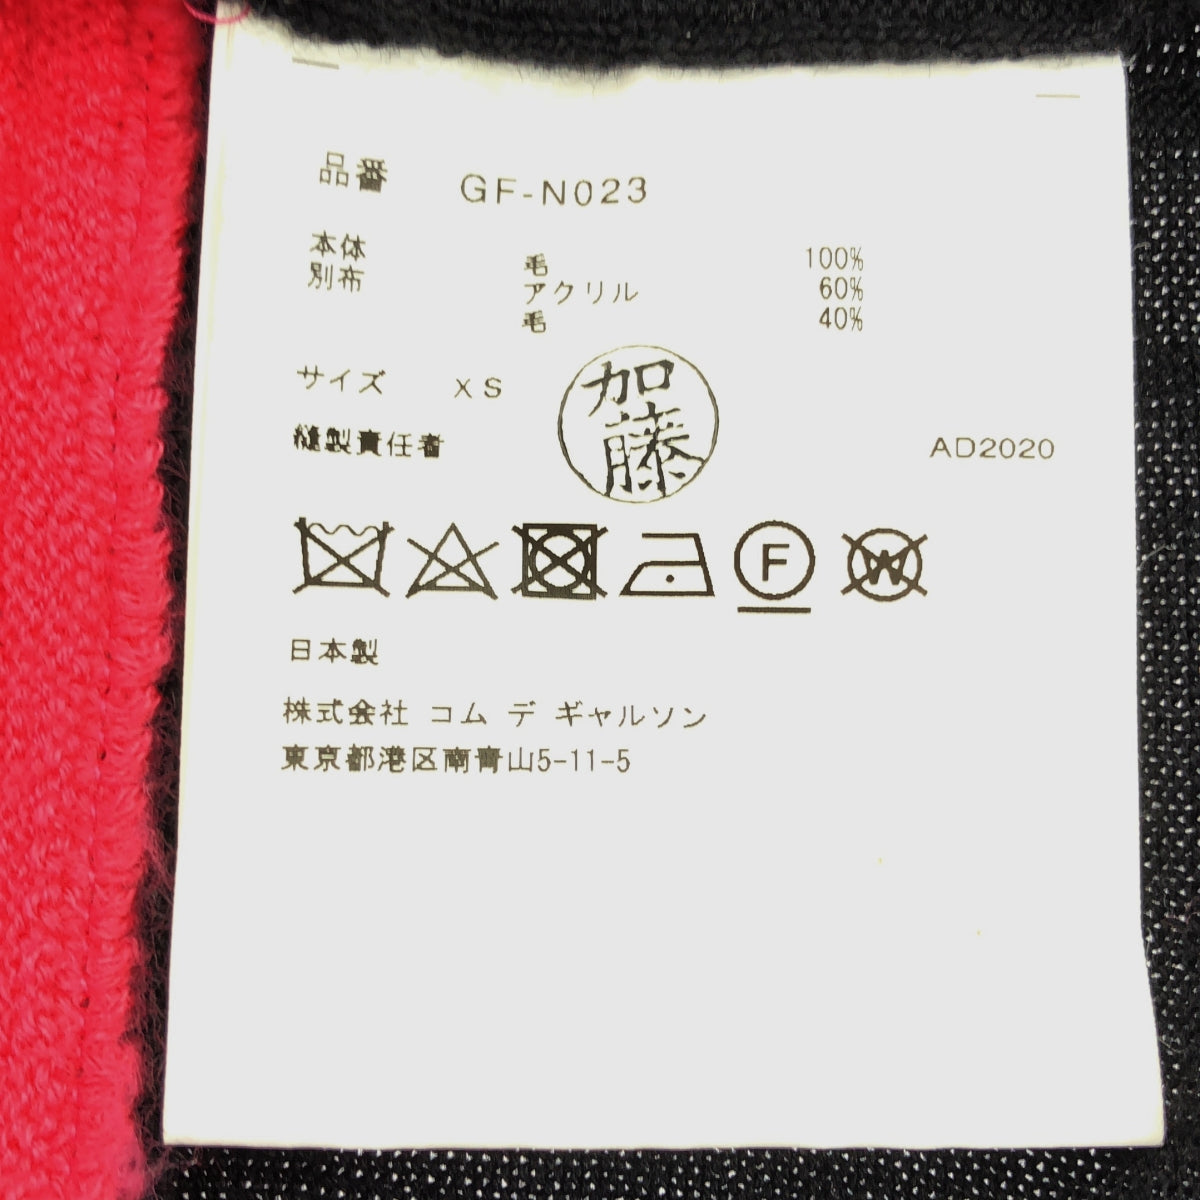 品番 GF-N023
本体 毛 100%
別布 アクリル 60%
毛 40%
サイズ XS
加藤
縫製責任者 AD2020
F W
日本製
株式会社 コム デ ギャルソン
東京都港区南青山5-11-5